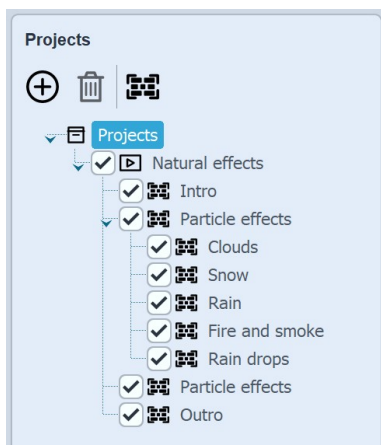 Projects
Projects
Natural effects
Intro
Particle effects
Clouds
Snow
Rain
Fire and smoke
Rain drops
Particle effects
Outro